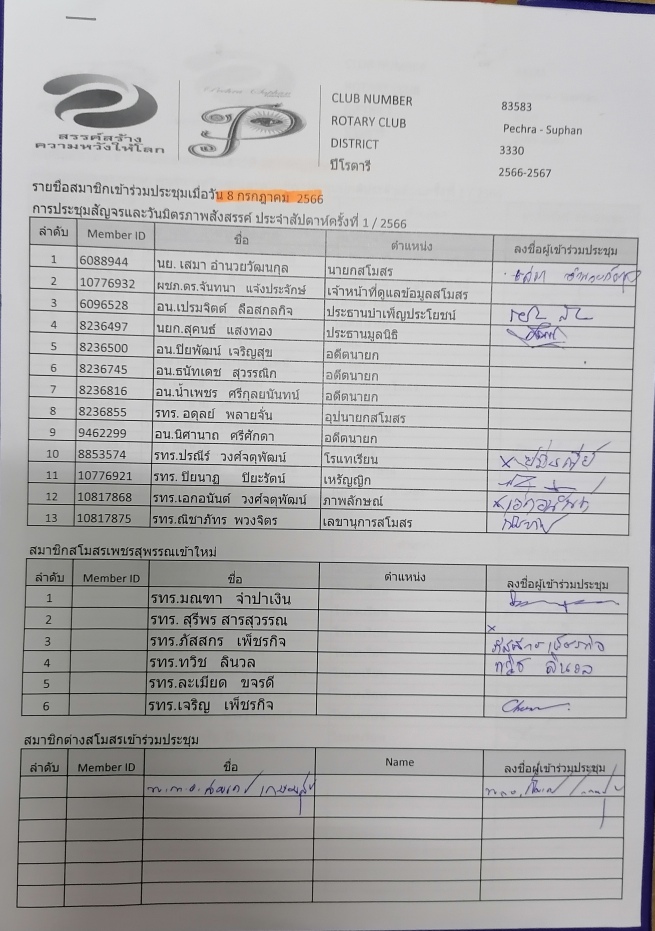 สรรค์สร้าง
ความหวังให้โลก
Pechra Suphan
CLUB NUMBER 83583
ROTARY CLUB Pechra - Suphan
DISTRICT 3330
ปีโรตารี 2566-2567
รายชื่อสมาชิกเข้าร่วมประชุมเมื่อวัน 8 กรกฎาคม 2566
การประชุมสัญจรและวันมิตรภาพสังสรรค์ ประจำสัปดาห์ครั้งที่ 1 / 2566
ลำดับ Member ID ชื่อ ตำแหน่ง ลงชื่อผู้เข้าร่วมประชุม
1 6088944 นย. เสมา อำนวยวัฒนกุล นายกสโมสร
2 10776932 ผชภ.ดร.จันทนา แจ้งประจักษ์ เจ้าหน้าที่ดูแลข้อมูลสโมสร
3 6096528 อน.เปรมจิตต์ ลือสกลกิจ ประธานบำเพ็ญประโยชน์
4 8236497 นยก.สุคนธ์ แสงทอง ประธานมูลนิธิ
5 8236500 อน.ปิยพัฒน์ เจริญสุข อดีตนายก
6 8236745 อน.ธนัทเดช สุวรรณิก อดีตนายก
7 8236816 อน.น้ำเพชร ศรีกุลยนันทน์ อดีตนายก
8 8236855 รทร. อดุลย์ พลายจั่น อุปนายกสโมสร
9 9462299 อน.นิศานาถ ศรีศักดา อดีตนายก
10 8853574 รทร.ปรณีร์ วงศ์จตุพัฒน์ โรแทเรียน
11 10776921 รทร. ปิยนาฏ ปิยะรัตน์ เหรัญญิก
12 10817868 รทร.เอกอนันต์ วงศ์จตุพัฒน์ ภาพลักษณ์ เอกอนันต์
13 10817875 รทร.ณิชาภัทร พวงจิตร เลขานุการสโมสร
สมาชิกสโมสรเพชรสุพรรณเข้าใหม่
ลำดับ Member ID ชื่อ ตำแหน่ง ลงชื่อผู้เข้าร่วมประชุม
1 รทร.มณฑา จำปาเงิน
2 รทร. สุรีพร สารสุวรรณ x
3 รทร.ภัสสกร เพ็ชรกิจ
4 รทร.ทวิช ลินวล ทวิช ลินวล
5 รทร.ละเมียด ขจรดี
6 รทร.เจริญ เพ็ชรกิจ
สมาชิกต่างสโมสรเข้าร่วมประชุม
ลำดับ Member ID ชื่อ Name ลงชื่อผู้เข้าร่วมประชุม